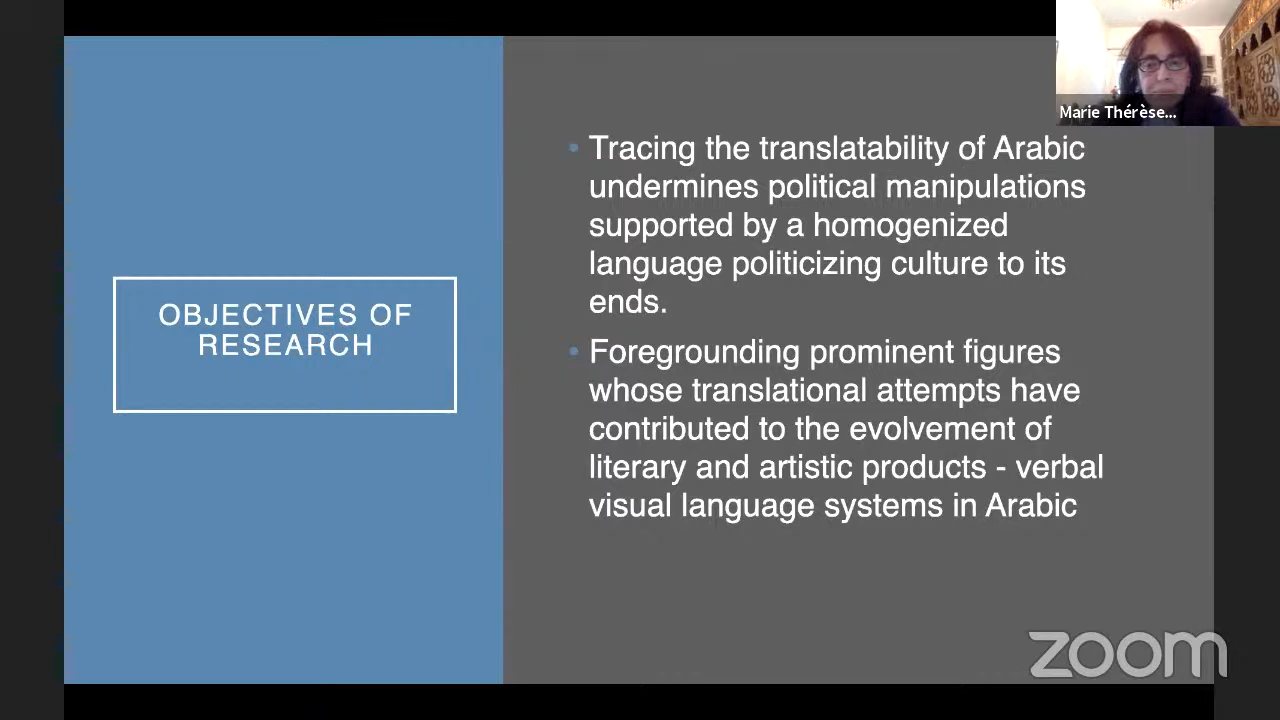 Marie Thérèse...
OBJECTIVES OF
RESEARCH
• Tracing the translatability of Arabic
undermines political manipulations
supported by a homogenized
language politicizing culture to its
ends.
• Foregrounding prominent figures
whose translational attempts have
contributed to the evolvement of
literary and artistic products - verbal
visual language systems in Arabic
zoom